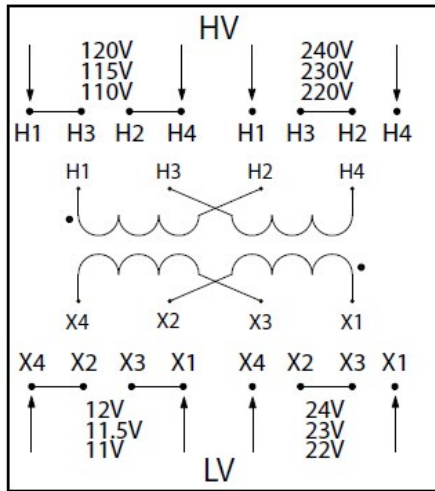 HV
120V 240V
115V 230V
110V 220V
H1 H3 H2 H4 H1 H3 H2 H4
H1 H3 H2 H4
X4 X2 X3 X1
X4 X2 X3 X1 X4 X2 X3 X1
12V 24V
11.5V 23V
11V 22V
LV